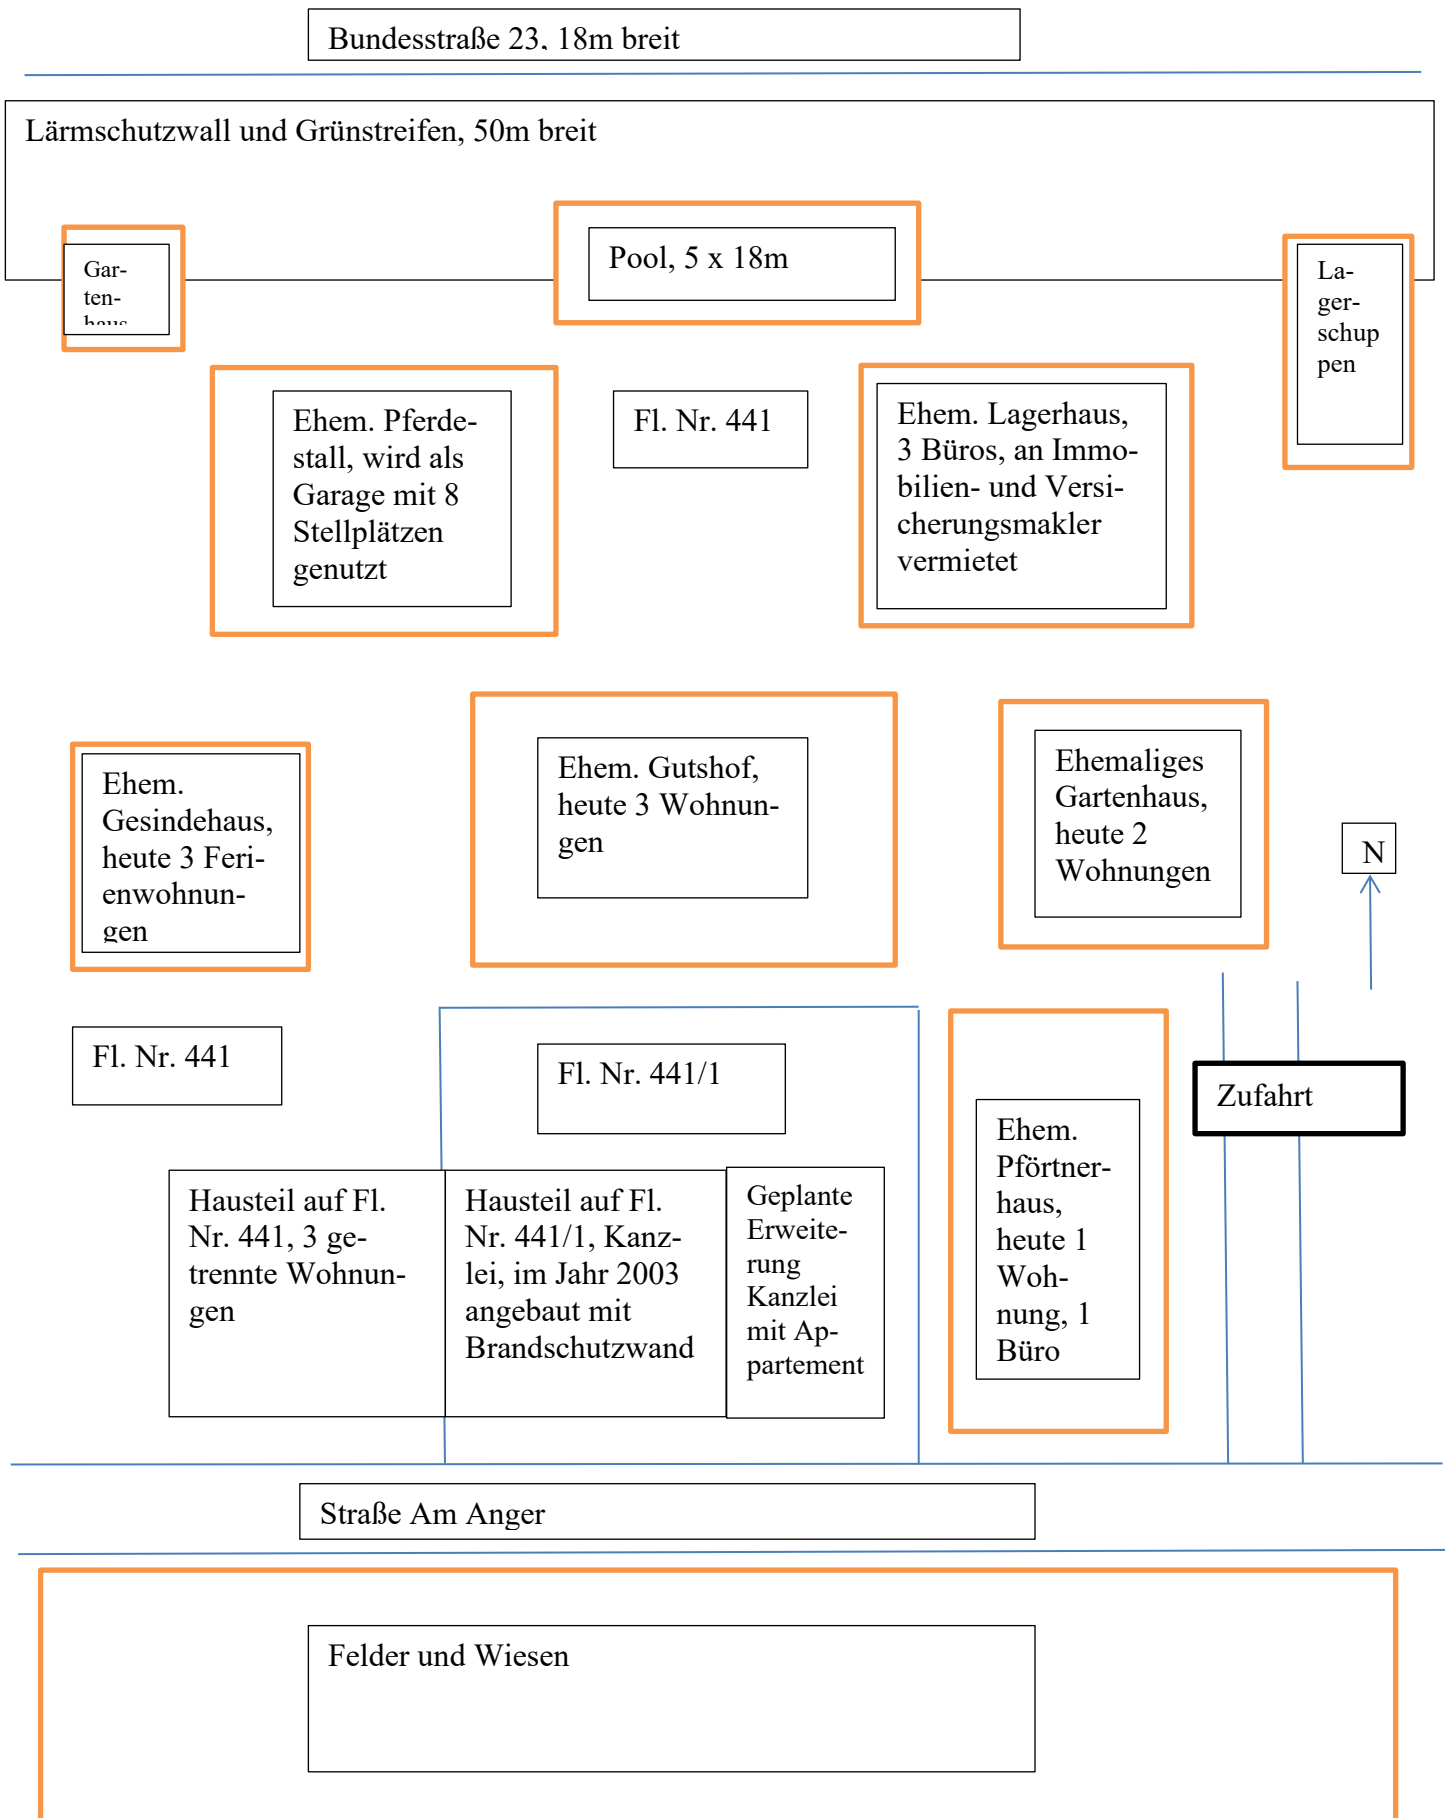 Bundesstraße 23, 18m breit
Lärmschutzwall und Grünstreifen, 50m breit
Gar-
ten-
haus
Pool, 5 x 18m
La-
ger-
schup
pen
Ehem. Pferde-
stall, wird als
Garage mit 8
Stellplätzen
genutzt
Fl. Nr. 441
Ehem. Lagerhaus,
3 Büros, an Immo-
bilien- und Versi-
cherungsmakler
vermietet
Ehem.
Gesindehaus,
heute 3 Feri-
enwohnun-
gen
Ehem. Gutshof,
heute 3 Wohnun-
gen
Ehemaliges
Gartenhaus,
heute 2
Wohnungen
N
Fl. Nr. 441
Fl. Nr. 441/1
Zufahrt
Hausteil auf Fl.
Nr. 441, 3 ge-
trennte Wohnun-
gen
Hausteil auf Fl.
Nr. 441/1, Kanz-
lei, im Jahr 2003
angebaut mit
Brandschutzwand
Geplante
Erweite-
rung
Kanzlei
mit Ap-
partement
Ehem.
Pförtner-
haus,
heute 1
Woh-
nung, 1
Büro
Straße Am Anger
Felder und Wiesen